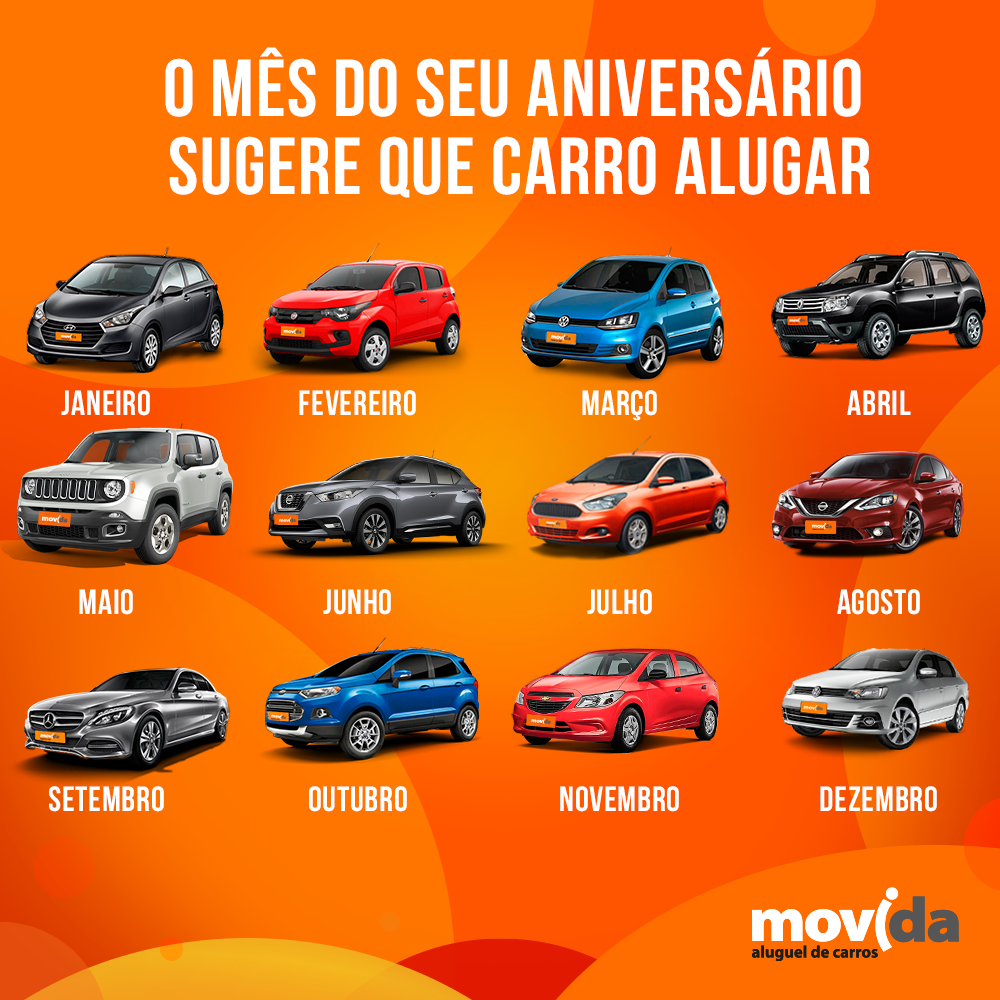 O MÊS DO SEU ANIVERSÁRIO
SUGERE QUE CARRO ALUGAR
JANEIRO
FEVEREIRO
MARÇO
ABRIL
MAIO
JUNHO
JULHO
AGOSTO
SETEMBRO
OUTUBRO
NOVEMBRO
DEZEMBRO
movida
aluguel de carros